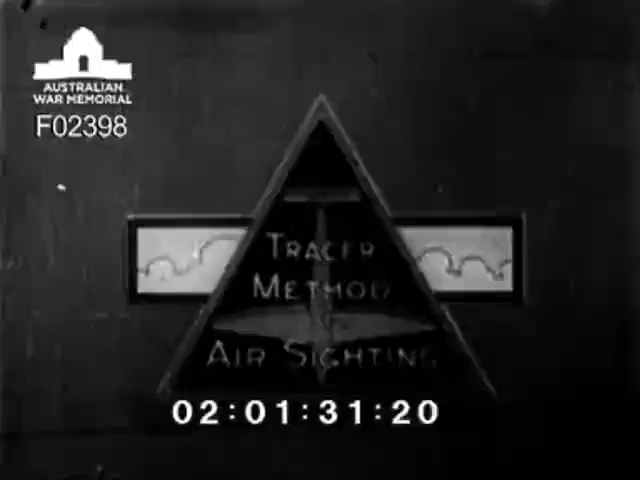 AUSTRALIAN
WAR MEMORIAL
F02398
TRACER
METHOD
AIR SIGHTING
02:01:31:20